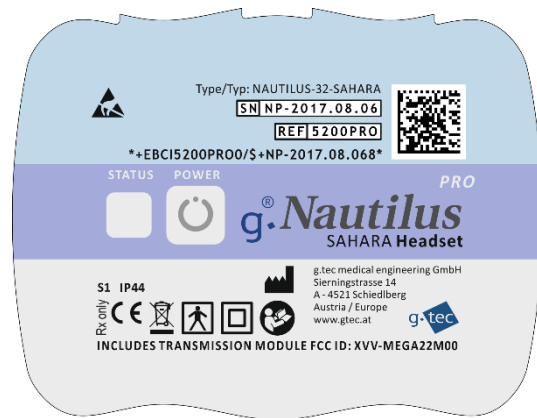 Type/Typ: NAUTILUS-32-SAHARA
SN NP-2017.08.06
REF 5200PRO
*+EBCI5200PRO0/$+NP-2017.08.068*
STATUS POWER
PRO
g.®Nautilus
SAHARA Headset
g.tec medical engineering GmbH
Sierningstrasse 14
A - 4521 Schiedlberg
Austria / Europe
www.gtec.at
g.tec
S1 IP44
Rx only
CE
INCLUDES TRANSMISSION MODULE FCC ID: XVV-MEGA22M00